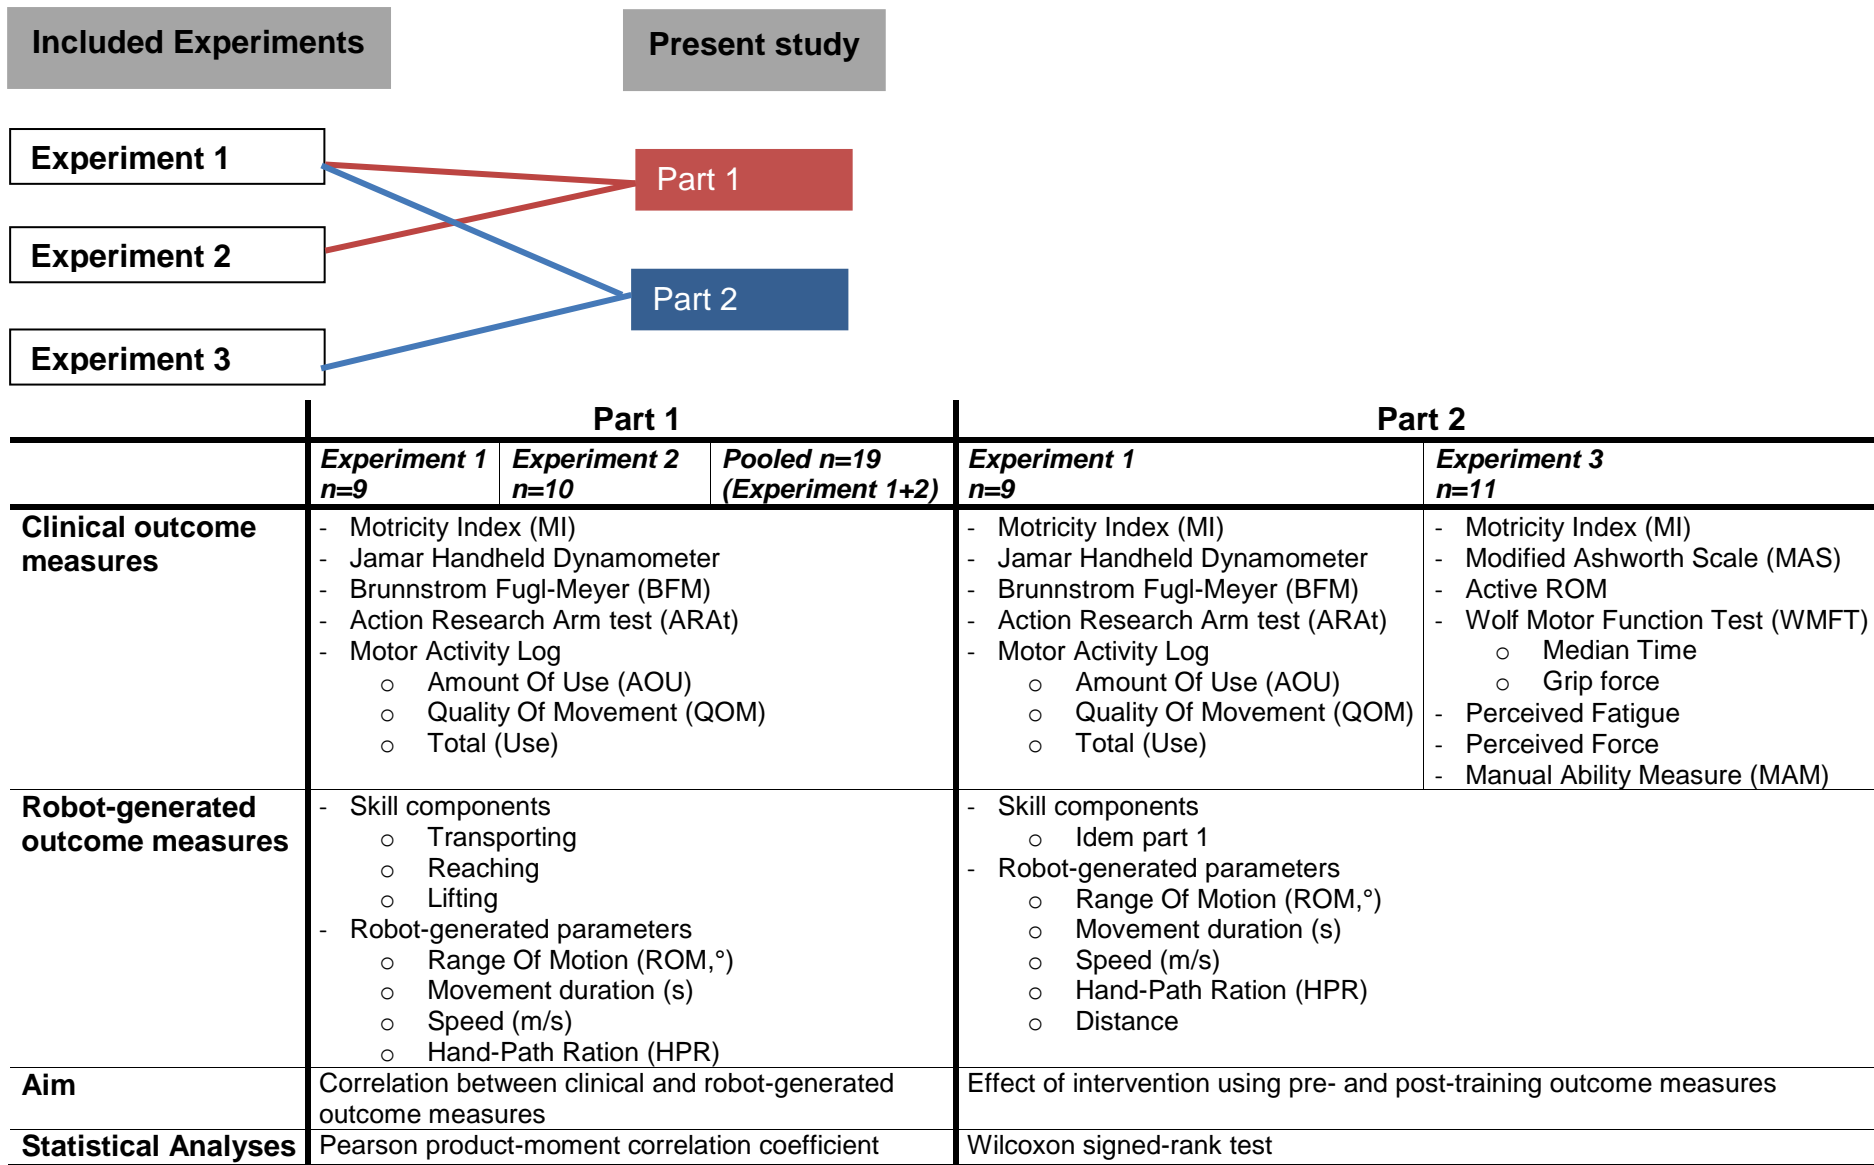 Included Experiments
Present study
Experiment 1
Part 1
Experiment 2
Part 2
Experiment 3
Part 1
Part 2
Experiment 1
n=9
Experiment 2
n=10
Pooled n=19
(Experiment 1+2)
Experiment 1
n=9
Experiment 3
n=11
Clinical outcome
measures
- Motricity Index (MI)
- Jamar Handheld Dynamometer
- Brunnstrom Fugl-Meyer (BFM)
- Action Research Arm test (ARAt)
- Motor Activity Log
o Amount Of Use (AOU)
o Quality Of Movement (QOM)
o Total (Use)
- Motricity Index (MI)
- Jamar Handheld Dynamometer
- Brunnstrom Fugl-Meyer (BFM)
- Action Research Arm test (ARAt)
- Motor Activity Log
o Amount Of Use (AOU)
o Quality Of Movement (QOM)
o Total (Use)
- Motricity Index (MI)
- Modified Ashworth Scale (MAS)
- Active ROM
- Wolf Motor Function Test (WMFT)
o Median Time
o Grip force
- Perceived Fatigue
- Perceived Force
- Manual Ability Measure (MAM)
Robot-generated
outcome measures
- Skill components
o Transporting
o Reaching
o Lifting
- Robot-generated parameters
o Range Of Motion (ROM,°)
o Movement duration (s)
o Speed (m/s)
o Hand-Path Ration (HPR)
- Skill components
o Idem part 1
- Robot-generated parameters
o Range Of Motion (ROM,°)
o Movement duration (s)
o Speed (m/s)
o Hand-Path Ration (HPR)
o Distance
Aim
Correlation between clinical and robot-generated
outcome measures
Effect of intervention using pre- and post-training outcome measures
Statistical Analyses
Pearson product-moment correlation coefficient
Wilcoxon signed-rank test